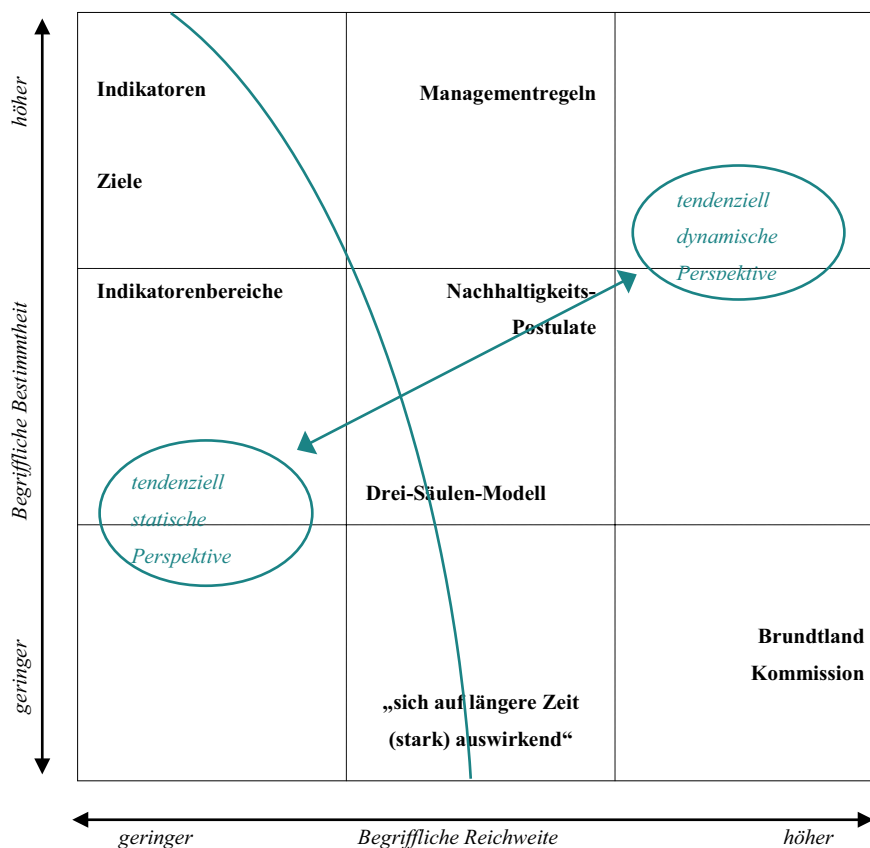 höher
Begriffliche Bestimmtheit
geringer
Indikatoren
Ziele
Managementregeln
tendenziell
dynamische
Perspektive
Indikatorenbereiche
Nachhaltigkeits-
Postulate
tendenziell
statische
Perspektive
Drei-Säulen-Modell
„sich auf längere Zeit
(stark) auswirkend“
Brundtland
Kommission
geringer
Begriffliche Reichweite
höher